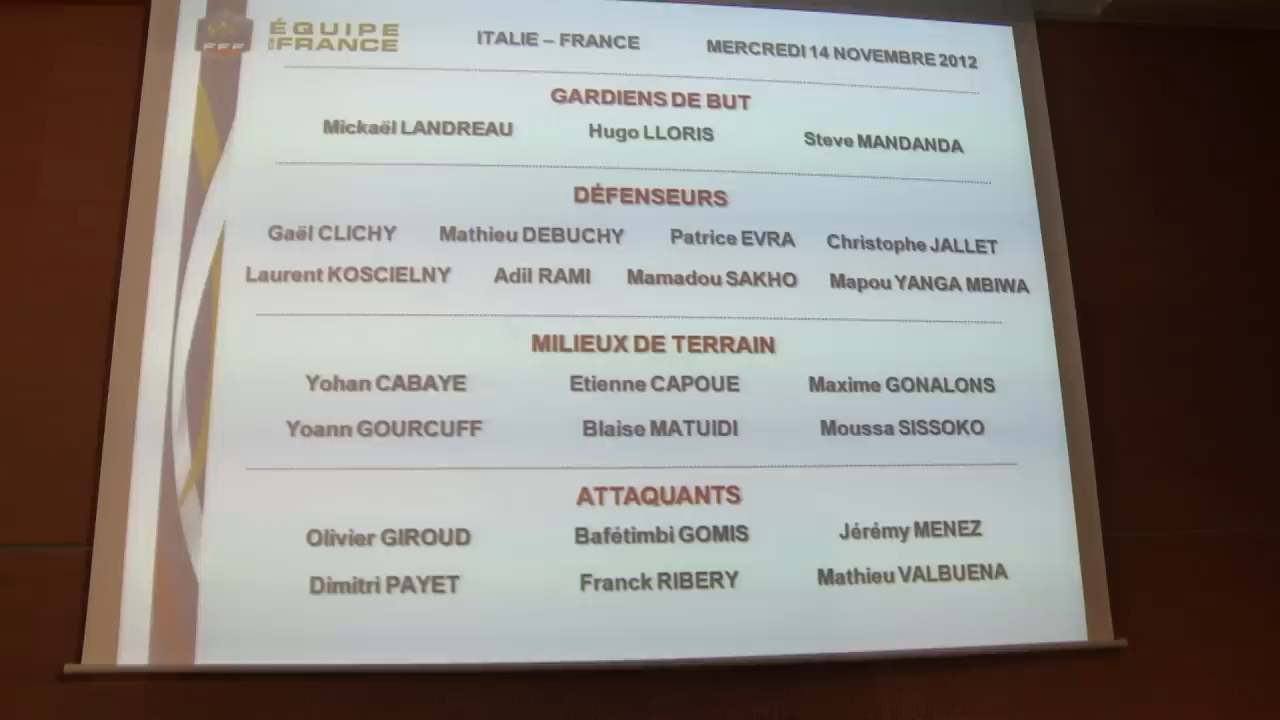 FFF
ÉQUIPE
DE FRANCE
ITALIE – FRANCE
MERCREDI 14 NOVEMBRE 2012
GARDIENS DE BUT
Mickaël LANDREAU Hugo LLORIS Steve MANDANDA
DÉFENSEURS
Gaël CLICHY Mathieu DEBUCHY Patrice EVRA Christophe JALLET
Laurent KOSCIELNY Adil RAMI Mamadou SAKHO Mapou YANGA MBIWA
MILIEUX DE TERRAIN
Yohan CABAYE Etienne CAPOUE Maxime GONALONS
Yoann GOURCUFF Blaise MATUIDI Moussa SISSOKO
ATTAQUANTS
Olivier GIROUD Bafétimbi GOMIS Jérémy MENEZ
Dimitri PAYET Franck RIBERY Mathieu VALBUENA